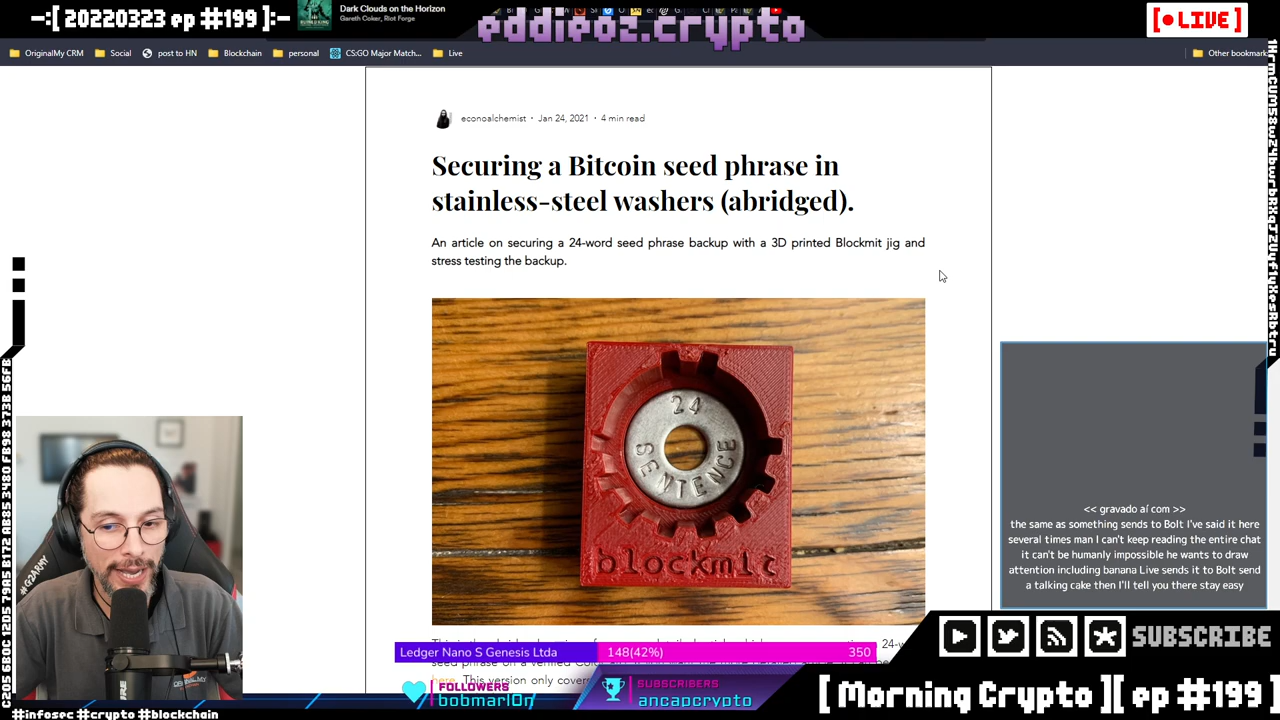 -:[ 20220323 ep #199 ]:-
Dark Clouds on the Horizon
Gareth Coker, Riot Forge
eddieoz.crypto
[● LIVE ]
OriginalMy CRM
Social
post to HN
Blockchain
personal
CS:GO Major Match...
Live
Other bookmark
econoalchemist · Jan 24, 2021 · 4 min read
Securing a Bitcoin seed phrase in
stainless-steel washers (abridged).
An article on securing a 24-word seed phrase backup with a 3D printed Blockmit jig and
stress testing the backup.
24
SENTENCE
blockmit
here. This version only cover
<< gravado aí com >>
the same as something sends to Bolt I've said it here
several times man I can't keep reading the entire chat
it can't be humanly impossible he wants to draw
attention including banana Live sends it to Bolt send
a talking cake then I'll tell you there stay easy
Ledger Nano S Genesis Ltda
148(42%)
350
FOLLOWERS
bobmarl0n
SUBSCRIBERS
ancapcrypto
SUBSCRIBE
[ Morning Crypto ][ ep #199 ]
#infosec #crypto #blockchain